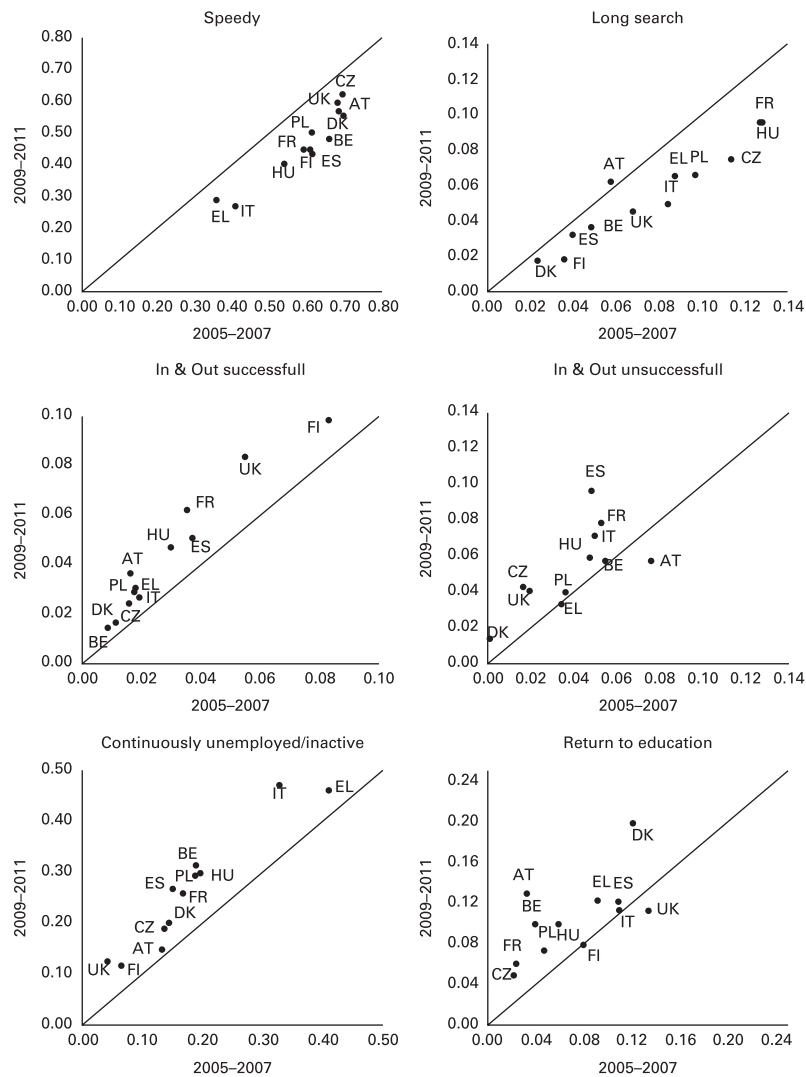 Speedy
0.80
0.70
0.60
0.50
0.40
0.30
0.20
0.10
0.00
2009–2011
CZ
UK
AT
PL
DK
FR
BE
FI
ES
HU
EL
IT
0.00 0.10 0.20 0.30 0.40 0.50 0.60 0.70 0.80
2005–2007
Long search
0.14
0.12
0.10
0.08
0.06
0.04
0.02
0.00
2009–2011
FR
HU
AT
EL
PL
CZ
IT
BE
UK
ES
DK
FI
0.00 0.02 0.04 0.06 0.08 0.10 0.12 0.14
2005–2007
In & Out successfull
0.10
0.08
0.06
0.04
0.02
0.00
2009–2011
FI
UK
FR
HU
ES
AT
PL
EL
IT
DK
CZ
BE
0.00 0.02 0.04 0.06 0.08 0.10
2005–2007
In & Out unsuccessfull
0.14
0.12
0.10
0.08
0.06
0.04
0.02
0.00
2009–2011
ES
FR
IT
HU
BE
AT
CZ
PL
UK
EL
DK
0.00 0.02 0.04 0.06 0.08 0.10 0.12 0.14
2005–2007
Continuously unemployed/inactive
0.50
0.40
0.30
0.20
0.10
0.00
2009–2011
IT
EL
BE
PL
HU
ES
FR
DK
CZ
AT
UK
FI
0.00 0.10 0.20 0.30 0.40 0.50
2005–2007
Return to education
0.24
0.20
0.16
0.12
0.08
0.04
0.00
2009–2011
DK
AT
EL
ES
BE
UK
IT
PL
HU
FR
FI
CZ
0.00 0.04 0.08 0.12 0.16 0.20 0.24
2005–2007